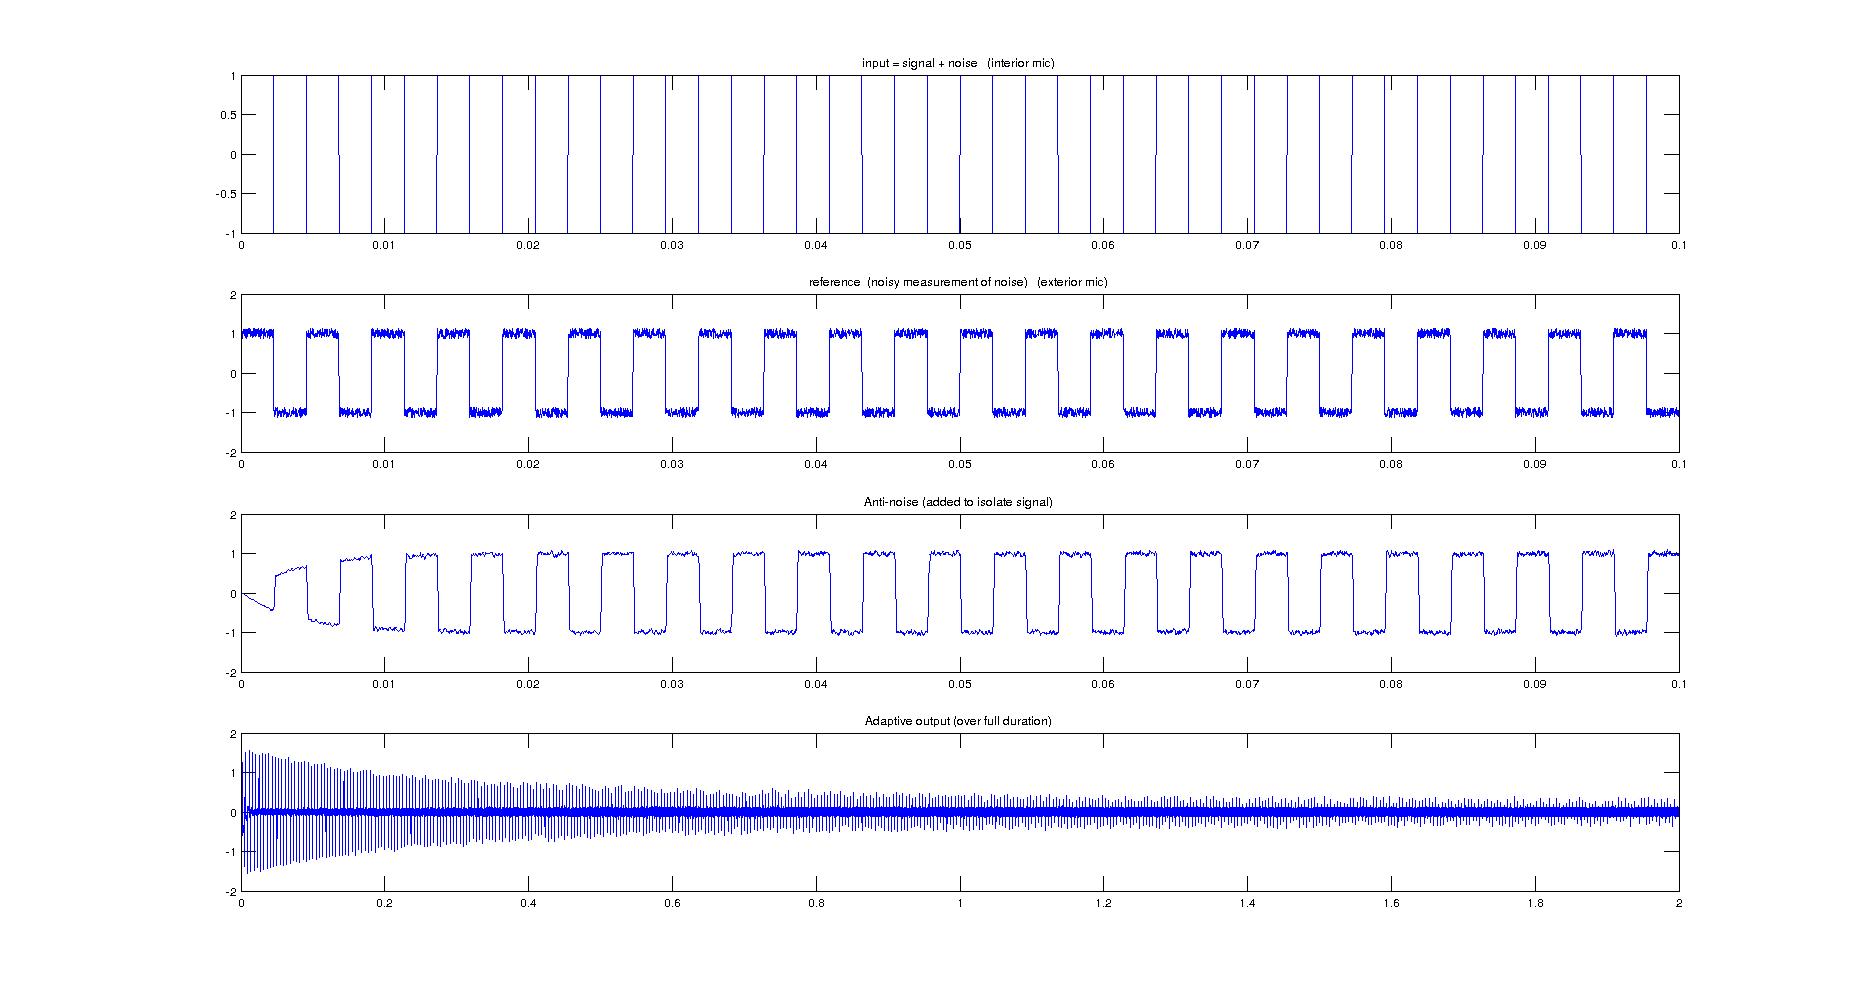 input = signal + noise   (interior mic)
1
0.5
0
-0.5
-1
0 0.01 0.02 0.03 0.04 0.05 0.06 0.07 0.08 0.09 0.1
reference  (noisy measurement of noise)   (exterior mic)
2
1
0
-1
-2
0 0.01 0.02 0.03 0.04 0.05 0.06 0.07 0.08 0.09 0.1
Anti-noise (added to isolate signal)
2
1
0
-1
-2
0 0.01 0.02 0.03 0.04 0.05 0.06 0.07 0.08 0.09 0.1
Adaptive output (over full duration)
2
1
0
-1
-2
0 0.2 0.4 0.6 0.8 1 1.2 1.4 1.6 1.8 2